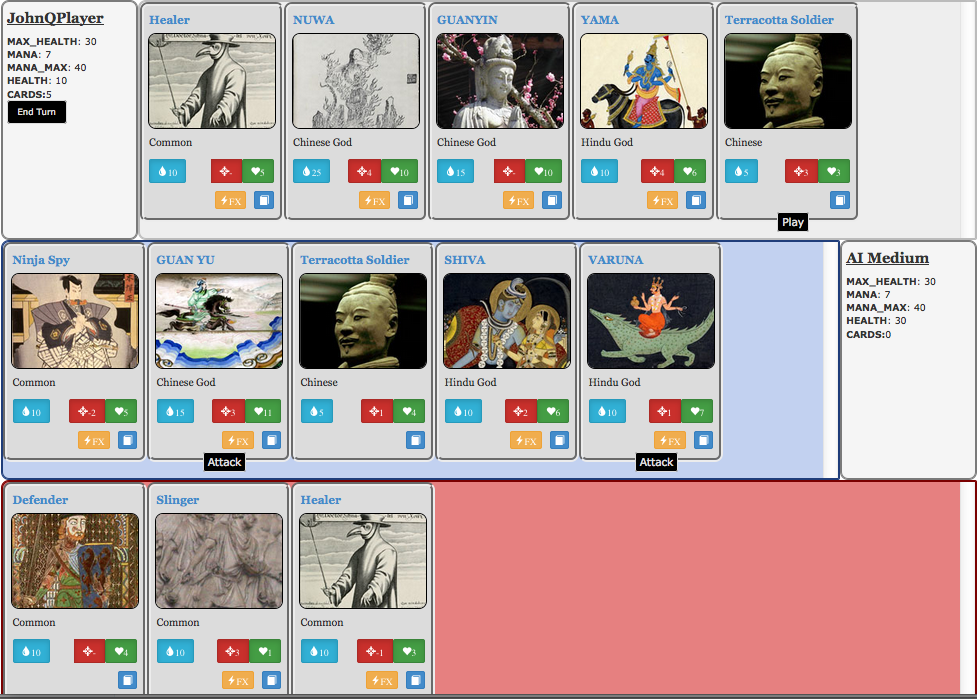 JohnQPlayer
MAX_HEALTH: 30
MANA: 7
MANA_MAX: 40
HEALTH: 10
CARDS:5
End Turn
Healer
Common
10
-
5
FX
NUWA
Chinese God
25
4
10
FX
GUANYIN
Chinese God
15
-
10
FX
YAMA
Hindu God
10
4
6
FX
Terracotta Soldier
Chinese
5
3
3
Play
Ninja Spy
Common
10
-2
5
FX
GUAN YU
Chinese God
15
3
11
FX
Attack
Terracotta Soldier
Chinese
5
1
4
SHIVA
Hindu God
10
2
6
FX
VARUNA
Hindu God
10
1
7
FX
Attack
AI Medium
MAX_HEALTH: 30
MANA: 7
MANA_MAX: 40
HEALTH: 30
CARDS:0
Defender
Common
10
-
4
Slinger
Common
10
3
1
FX
Healer
Common
10
-1
3
FX